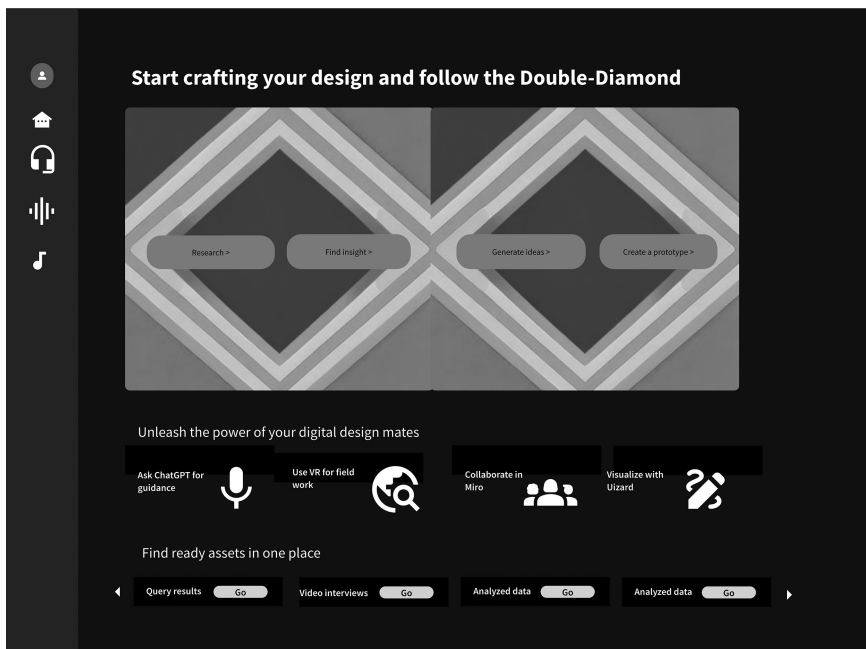 Start crafting your design and follow the Double-Diamond
Research >
Find insight >
Generate ideas >
Create a prototype >
Unleash the power of your digital design mates
Ask ChatGPT for
guidance
Use VR for field
work
Collaborate in
Miro
Visualize with
Uizard
Find ready assets in one place
Query results
Go
Video interviews
Go
Analyzed data
Go
Analyzed data
Go